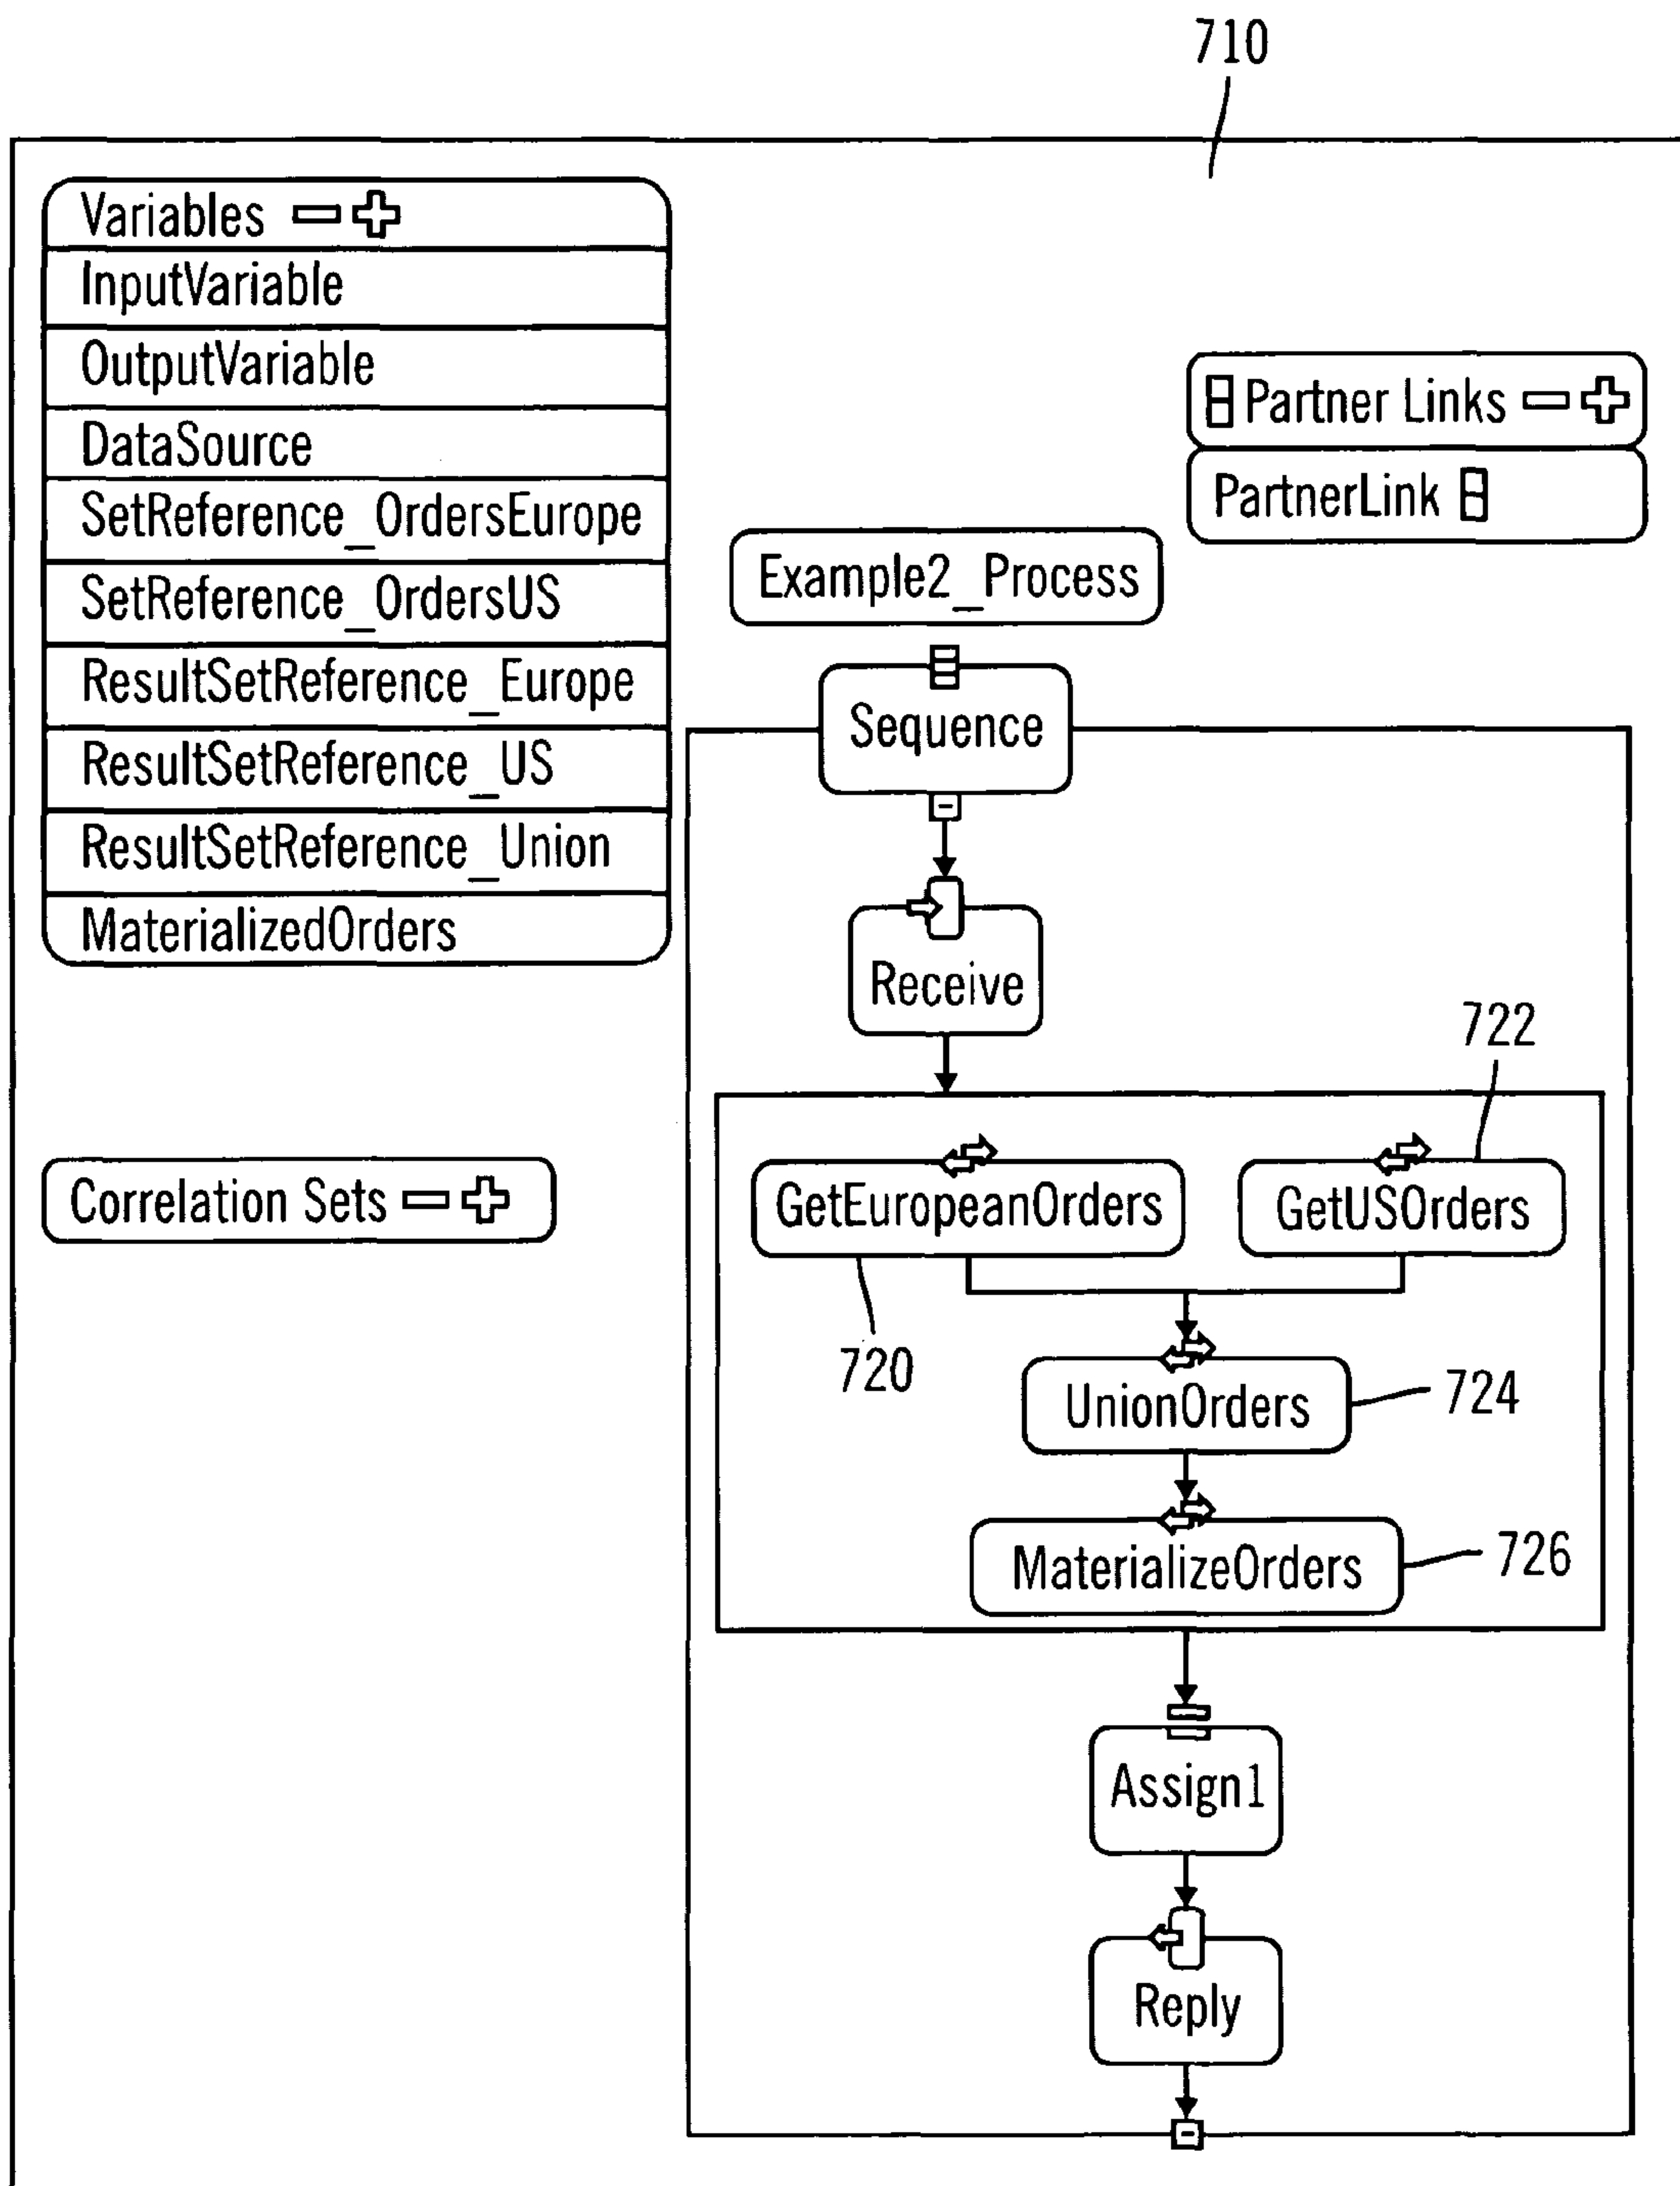 710
Variables
InputVariable
OutputVariable
DataSource
SetReference_OrdersEurope
SetReference_OrdersUS
ResultSetReference_Europe
ResultSetReference_US
ResultSetReference_Union
MaterializedOrders
Correlation Sets
Partner Links
PartnerLink
Example2_Process
Sequence
Receive
722
GetEuropeanOrders
GetUSOrders
720
UnionOrders
724
MaterializeOrders
726
Assign1
Reply